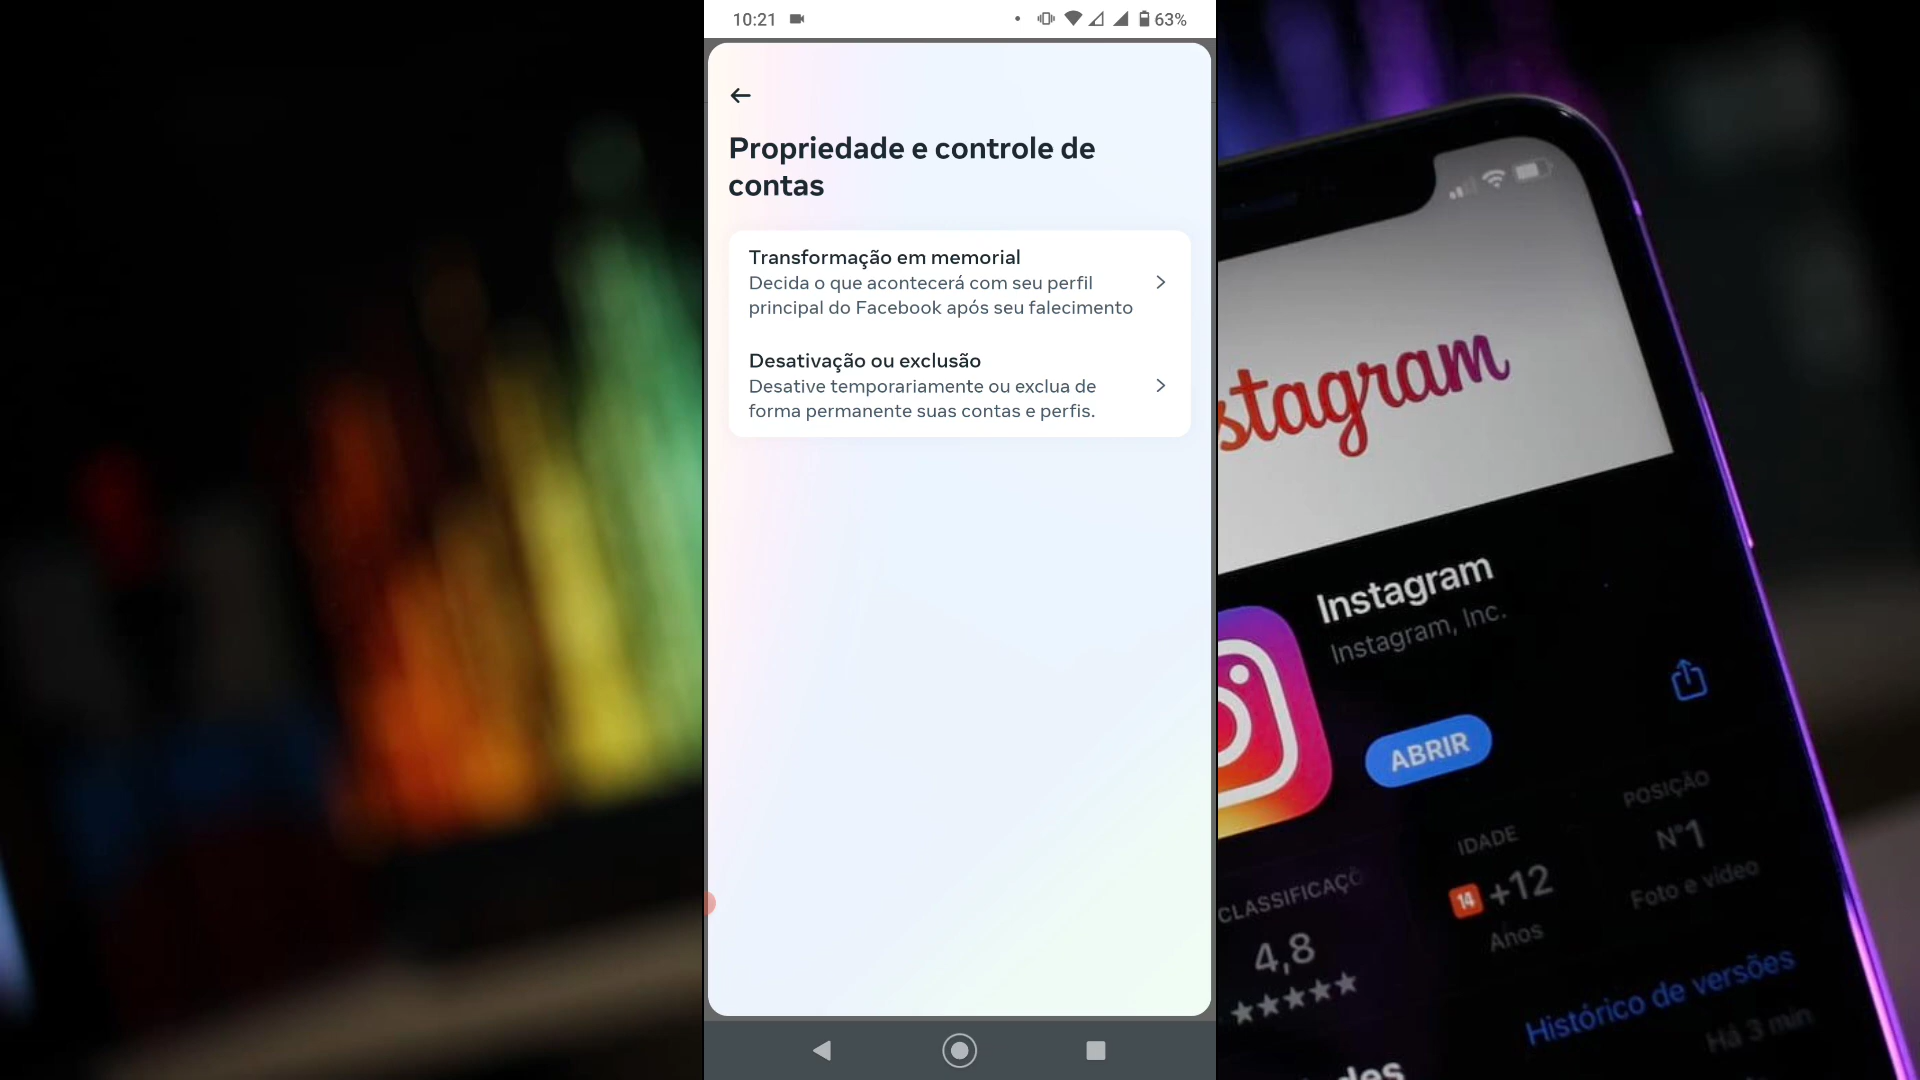 10:21
63%
Propriedade e controle de
contas
Transformação em memorial
Decida o que acontecerá com seu perfil
principal do Facebook após seu falecimento
Desativação ou exclusão
Desative temporariamente ou exclua de
forma permanente suas contas e perfis.
stagram
Instagram
Instagram, Inc.
ABRIR
CLASSIFICAÇÕ
4,8
★★★★★
IDADE
14 +12
Anos
POSIÇÃO
N°1
Foto e vídeo
Histórico de versões
Há 3 min